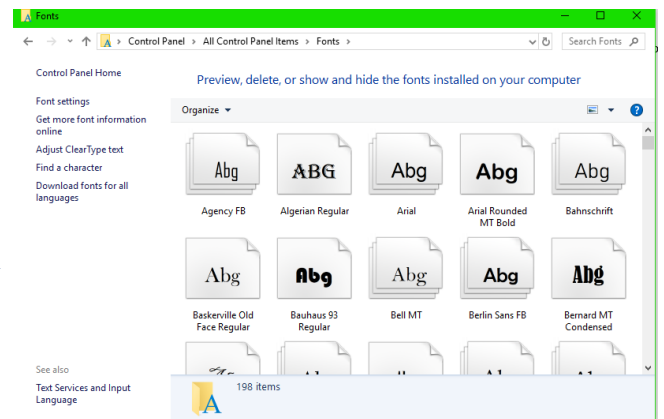 Fonts
Control Panel > All Control Panel Items > Fonts >
Search Fonts
Control Panel Home
Font settings
Get more font information
online
Adjust ClearType text
Find a character
Download fonts for all
languages
See also
Text Services and Input
Language
Preview, delete, or show and hide the fonts installed on your computer
Organize
Abg ABG Abg Abg Abg
Agency FB Algerian Regular Arial Arial Rounded Bahnschrift
MT Bold
Abg Abg Abg Abg Abg
Baskerville Old Bauhaus 93 Bell MT Berlin Sans FB Bernard MT
Face Regular Regular Condensed
198 items